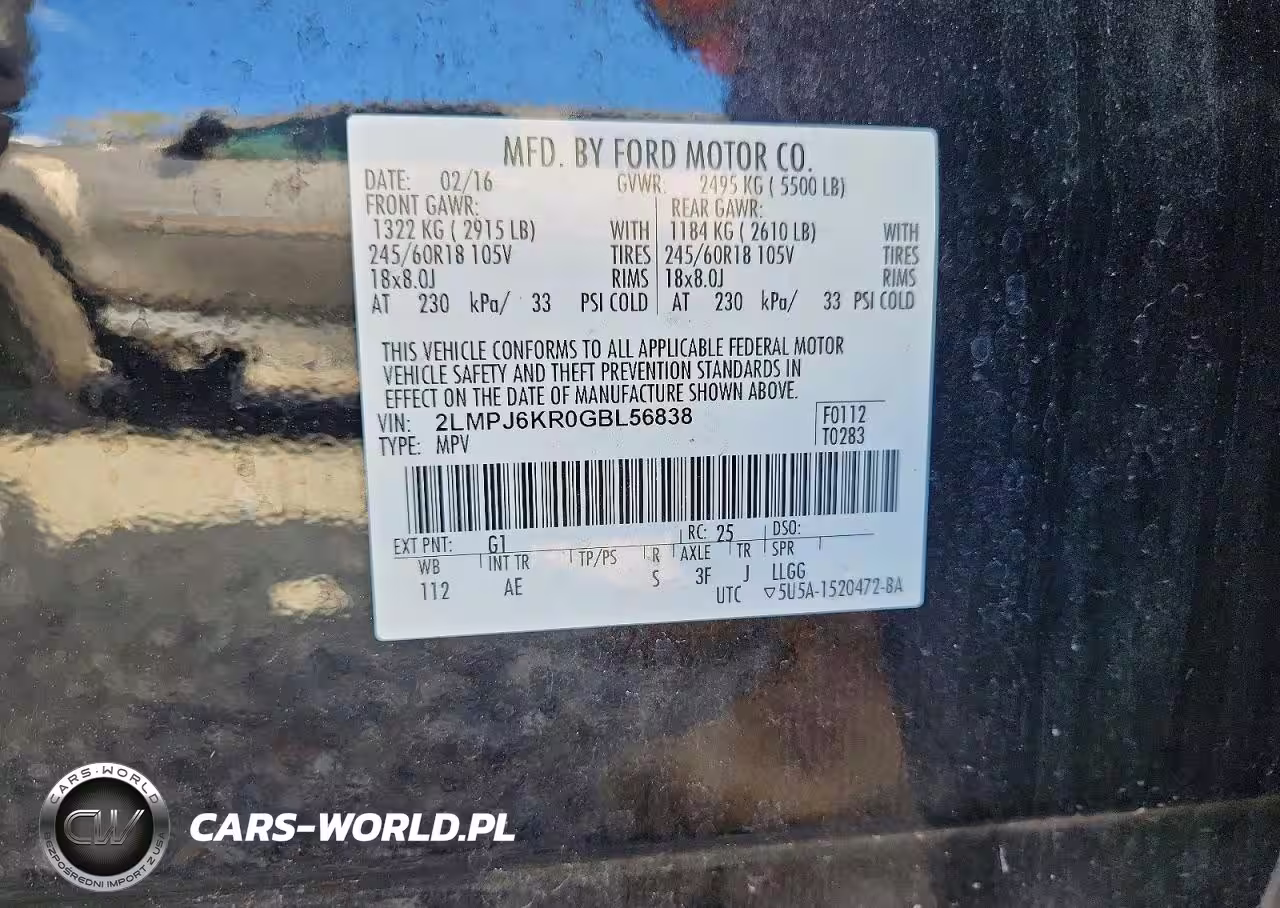 MFD. BY FORD MOTOR CO.
DATE: 02/16 GVWR: 2495 KG ( 5500 LB)
FRONT GAWR: REAR GAWR:
1322 KG ( 2915 LB) WITH 1184 KG ( 2610 LB) WITH
245/60R18 105V TIRES 245/60R18 105V TIRES
18x8.0J RIMS 18x8.0J RIMS
AT 230 kPa/ 33 PSI COLD AT 230 kPa/ 33 PSI COLD
THIS VEHICLE CONFORMS TO ALL APPLICABLE FEDERAL MOTOR
VEHICLE SAFETY AND THEFT PREVENTION STANDARDS IN
EFFECT ON THE DATE OF MANUFACTURE SHOWN ABOVE.
VIN: 2LMPJ6KR0GBL56838 F0112
TYPE: MPV T0283
EXT PNT: G1 RC: 25 DSO:
WB INT TR TP/PS R AXLE TR SPR
112 AE S 3F J LLGG
UTC ▽5U5A-1520472-BA
CARS-WORLD
CW
BEZPOŚREDNI IMPORT Z USA
CARS-WORLD.PL